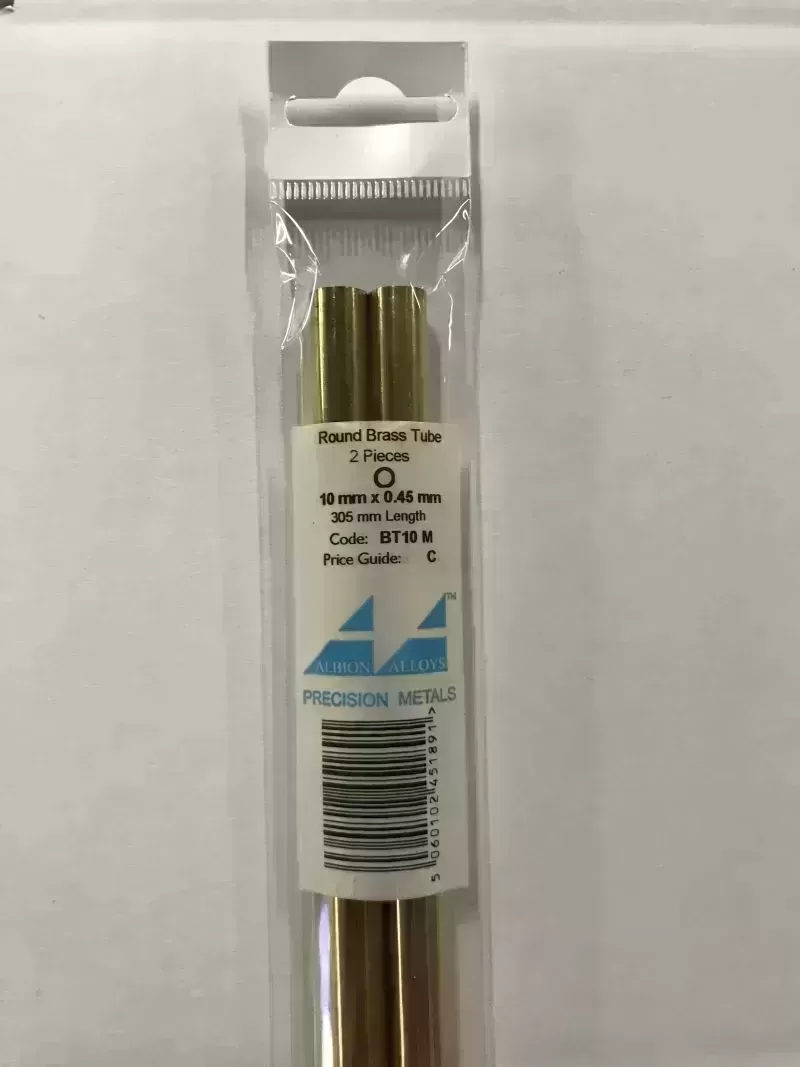 Round Brass Tube
2 Pieces
10 mm x 0.45 mm
305 mm Length
Code: BT10 M
Price Guide: C
TM
ALBION ALLOYS
PRECISION METALS
5 060102 451891 >